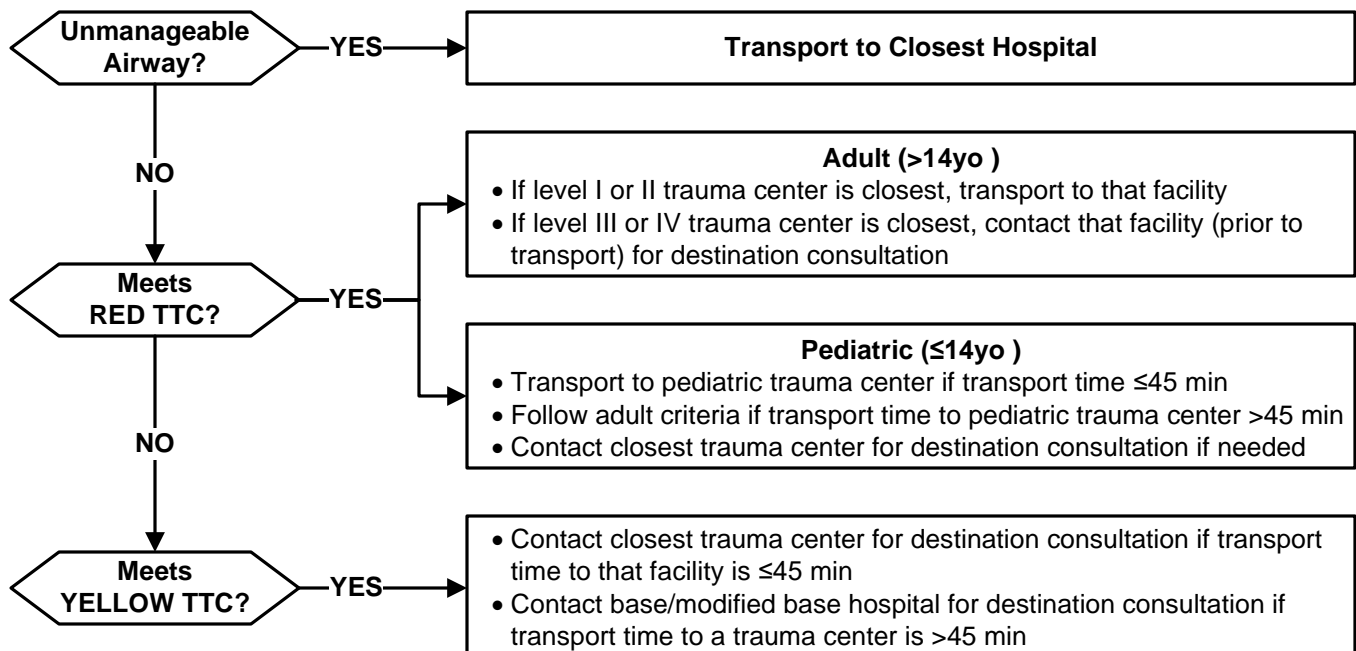 Unmanageable
Airway?
YES
Transport to Closest Hospital
NO
Adult (>14yo )
• If level I or II trauma center is closest, transport to that facility
• If level III or IV trauma center is closest, contact that facility (prior to
transport) for destination consultation
Meets
RED TTC?
YES
Pediatric (≤14yo )
• Transport to pediatric trauma center if transport time ≤45 min
• Follow adult criteria if transport time to pediatric trauma center >45 min
• Contact closest trauma center for destination consultation if needed
NO
Meets
YELLOW TTC?
YES
• Contact closest trauma center for destination consultation if transport
time to that facility is ≤45 min
• Contact base/modified base hospital for destination consultation if
transport time to a trauma center is >45 min